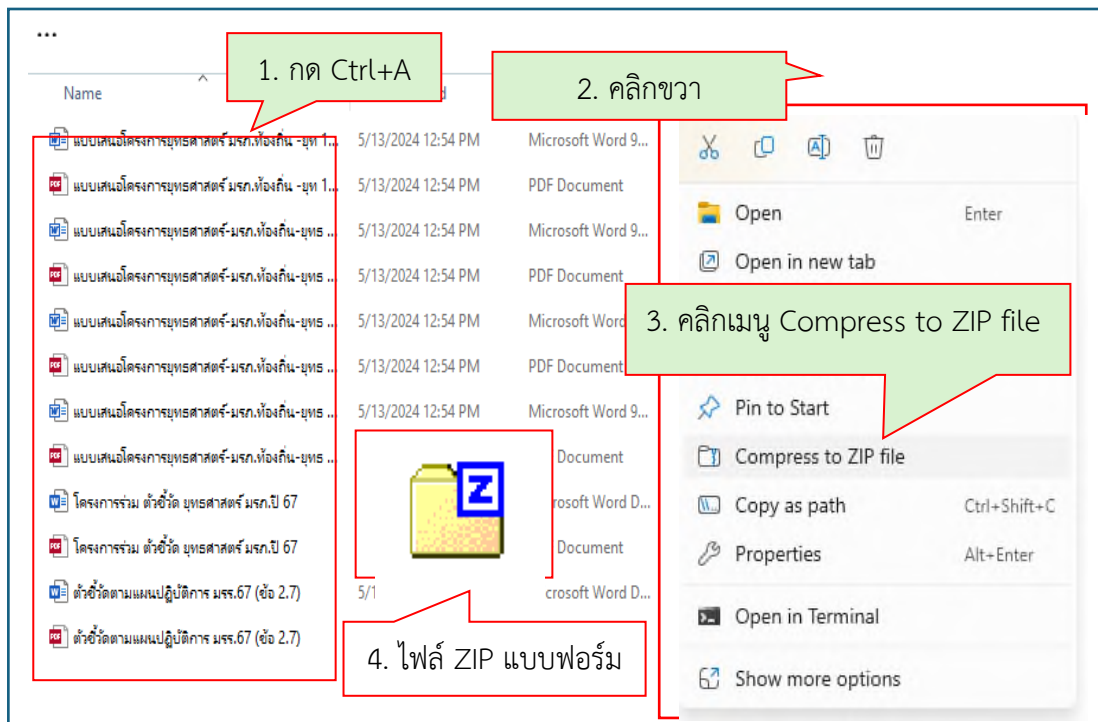 ...
1. กด Ctrl+A
2. คลิกขวา
Name
แบบเสนอโครงการยุทธศาสตร์ มรภ.ท้องถิ่น -ยุท 1... 5/13/2024 12:54 PM Microsoft Word 9...
แบบเสนอโครงการยุทธศาสตร์ มรภ.ท้องถิ่น -ยุท 1... 5/13/2024 12:54 PM PDF Document
แบบเสนอโครงการยุทธศาสตร์-มรภ.ท้องถิ่น-ยุทธ ... 5/13/2024 12:54 PM Microsoft Word 9...
แบบเสนอโครงการยุทธศาสตร์-มรภ.ท้องถิ่น-ยุทธ ... 5/13/2024 12:54 PM PDF Document
แบบเสนอโครงการยุทธศาสตร์-มรภ.ท้องถิ่น-ยุทธ ... 5/13/2024 12:54 PM Microsoft Word
แบบเสนอโครงการยุทธศาสตร์-มรภ.ท้องถิ่น-ยุทธ ... 5/13/2024 12:54 PM PDF Document
แบบเสนอโครงการยุทธศาสตร์-มรภ.ท้องถิ่น-ยุทธ ... 5/13/2024 12:54 PM Microsoft Word 9...
แบบเสนอโครงการยุทธศาสตร์-มรภ.ท้องถิ่น-ยุทธ ... Document
โครงการร่วม ตัวชี้วัด ยุทธศาสตร์ มรภ.ปี 67 rosoft Word D...
โครงการร่วม ตัวชี้วัด ยุทธศาสตร์ มรภ.ปี 67 Document
ตัวชี้วัดตามแผนปฏิบัติการ มรร.67 (ข้อ 2.7) 5/1 crosoft Word D...
ตัวชี้วัดตามแผนปฏิบัติการ มรร.67 (ข้อ 2.7)
Z
4. ไฟล์ ZIP แบบฟอร์ม
Open Enter
Open in new tab
3. คลิกเมนู Compress to ZIP file
Pin to Start
Compress to ZIP file
Copy as path Ctrl+Shift+C
Properties Alt+Enter
Open in Terminal
Show more options